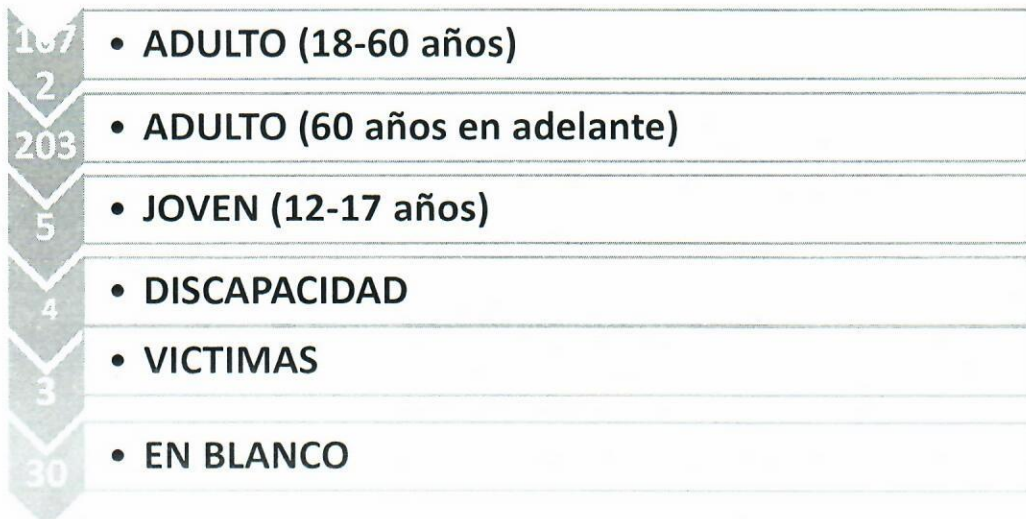 • ADULTO (18-60 años)
2
203
• ADULTO (60 años en adelante)
5
• JOVEN (12-17 años)
4
• DISCAPACIDAD
3
• VICTIMAS
30
• EN BLANCO